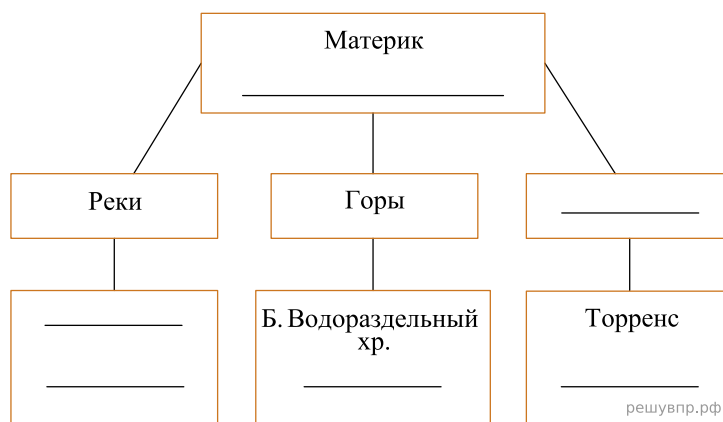 Материк
Реки
Горы
Б. Водораздельный
хр.
Торренс
решувпр.рф